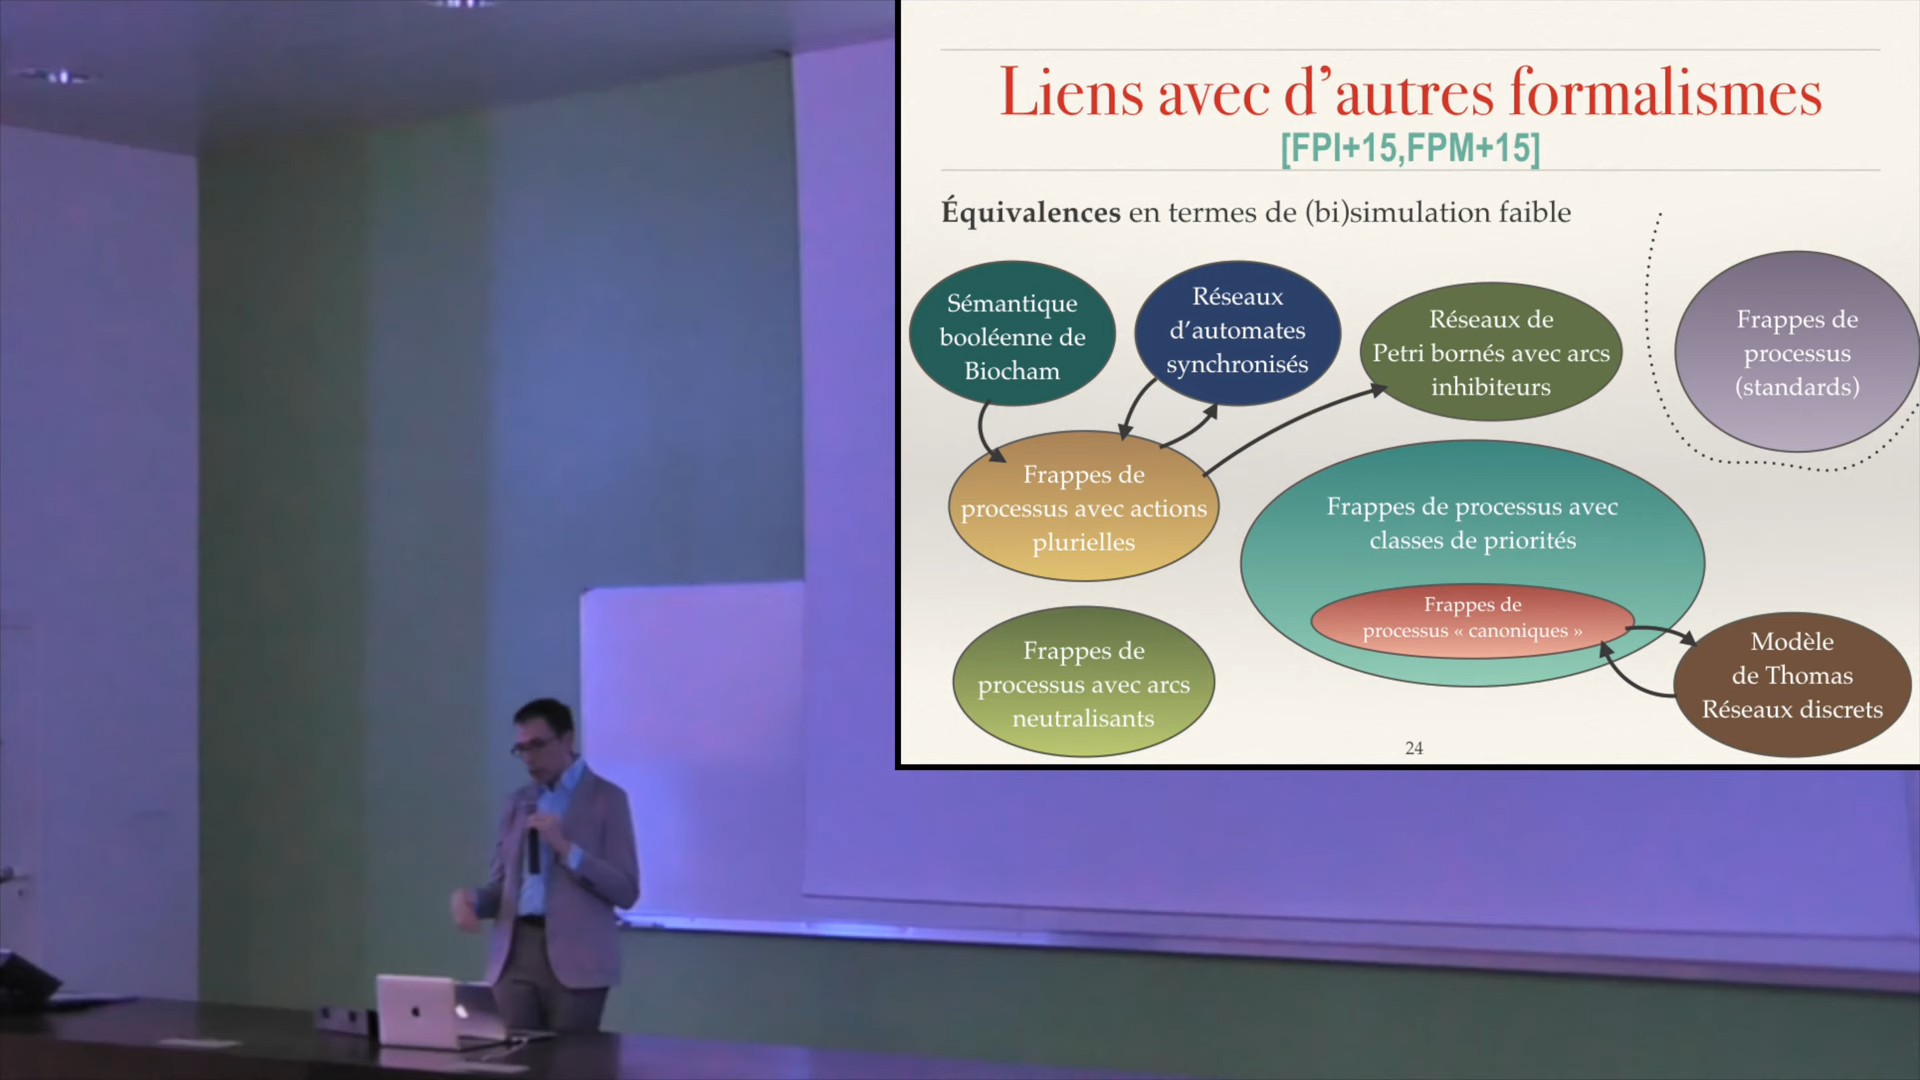 Liens avec d'autres formalismes
[FPI+15,FPM+15]
Équivalences en termes de (bi)simulation faible
Sémantique
booléenne de
Biocham
Réseaux
d'automates
synchronisés
Réseaux de
Petri bornés avec arcs
inhibiteurs
Frappes de
processus
(standards)
Frappes de
processus avec actions
plurielles
Frappes de processus avec
classes de priorités
Frappes de
processus « canoniques »
Frappes de
processus avec arcs
neutralisants
Modèle
de Thomas
Réseaux discrets
24